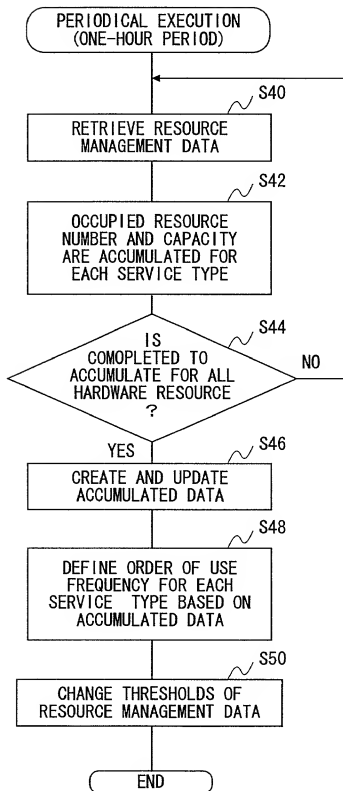 PERIODICAL EXECUTION
(ONE-HOUR PERIOD)
S40
RETRIEVE RESOURCE
MANAGEMENT DATA
S42
OCCUPIED RESOURCE
NUMBER AND CAPACITY
ARE ACCUMULATED FOR
EACH SERVICE TYPE
S44
IS
COMOPLETED TO
ACCUMULATE FOR ALL
HARDWARE RESOURCE
?
NO
YES
S46
CREATE AND UPDATE
ACCUMULATED DATA
S48
DEFINE ORDER OF USE
FREQUENCY FOR EACH
SERVICE TYPE BASED ON
ACCUMULATED DATA
S50
CHANGE THRESHOLDS OF
RESOURCE MANAGEMENT DATA
END